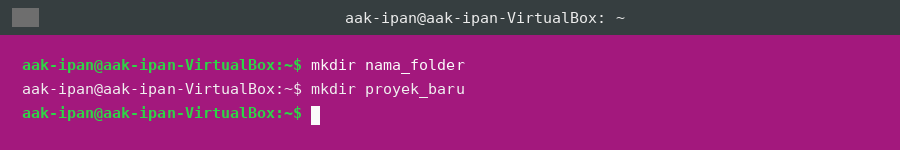 aak-ipan@aak-ipan-VirtualBox: ~
aak-ipan@aak-ipan-VirtualBox:~$ mkdir nama_folder
aak-ipan@aak-ipan-VirtualBox:~$ mkdir proyek_baru
aak-ipan@aak-ipan-VirtualBox:~$